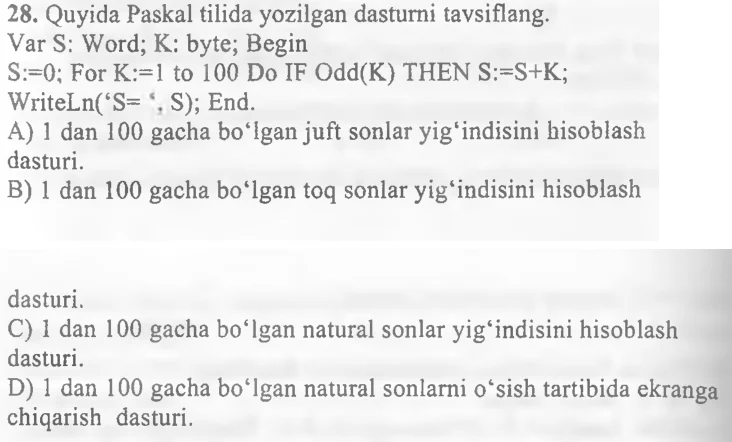 28. Quyida Paskal tilida yozilgan dasturni tavsiflang.
Var S: Word; K: byte; Begin
S:=0; For K:=1 to 100 Do IF Odd(K) THEN S:=S+K;
WriteLn(‘S= ‘, S); End.
A) 1 dan 100 gacha bo‘lgan juft sonlar yig‘indisini hisoblash
dasturi.
B) 1 dan 100 gacha bo‘lgan toq sonlar yig‘indisini hisoblash
dasturi.
C) 1 dan 100 gacha bo‘lgan natural sonlar yig‘indisini hisoblash
dasturi.
D) 1 dan 100 gacha bo‘lgan natural sonlarni o‘sish tartibida ekranga
chiqarish dasturi.